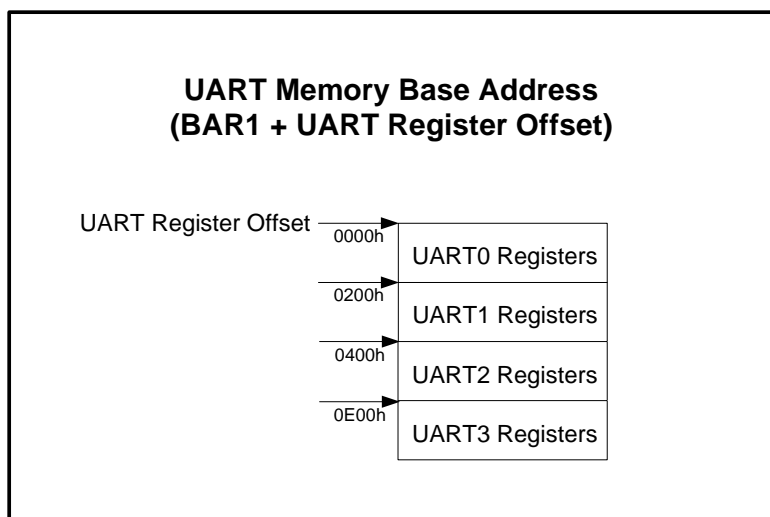 UART Memory Base Address
(BAR1 + UART Register Offset)
UART Register Offset
0000h
UART0 Registers
0200h
UART1 Registers
0400h
UART2 Registers
0E00h
UART3 Registers